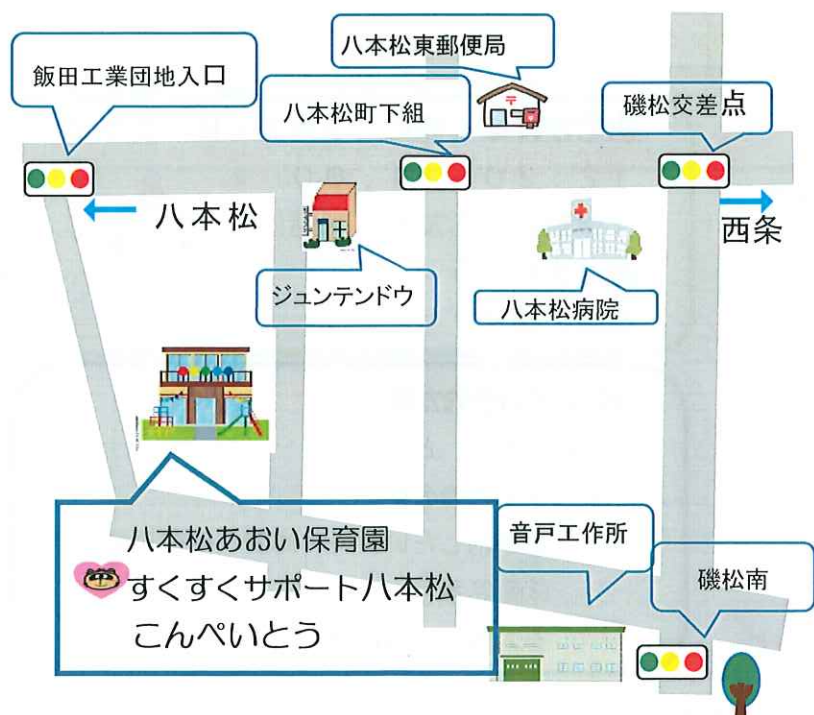 八本松東郵便局
飯田工業団地入口
八本松町下組
磯松交差点
八本松
西条
ジュンテンドウ
八本松病院
八本松あおい保育園
すくすくサポート八本松
こんぺいとう
音戸工作所
磯松南